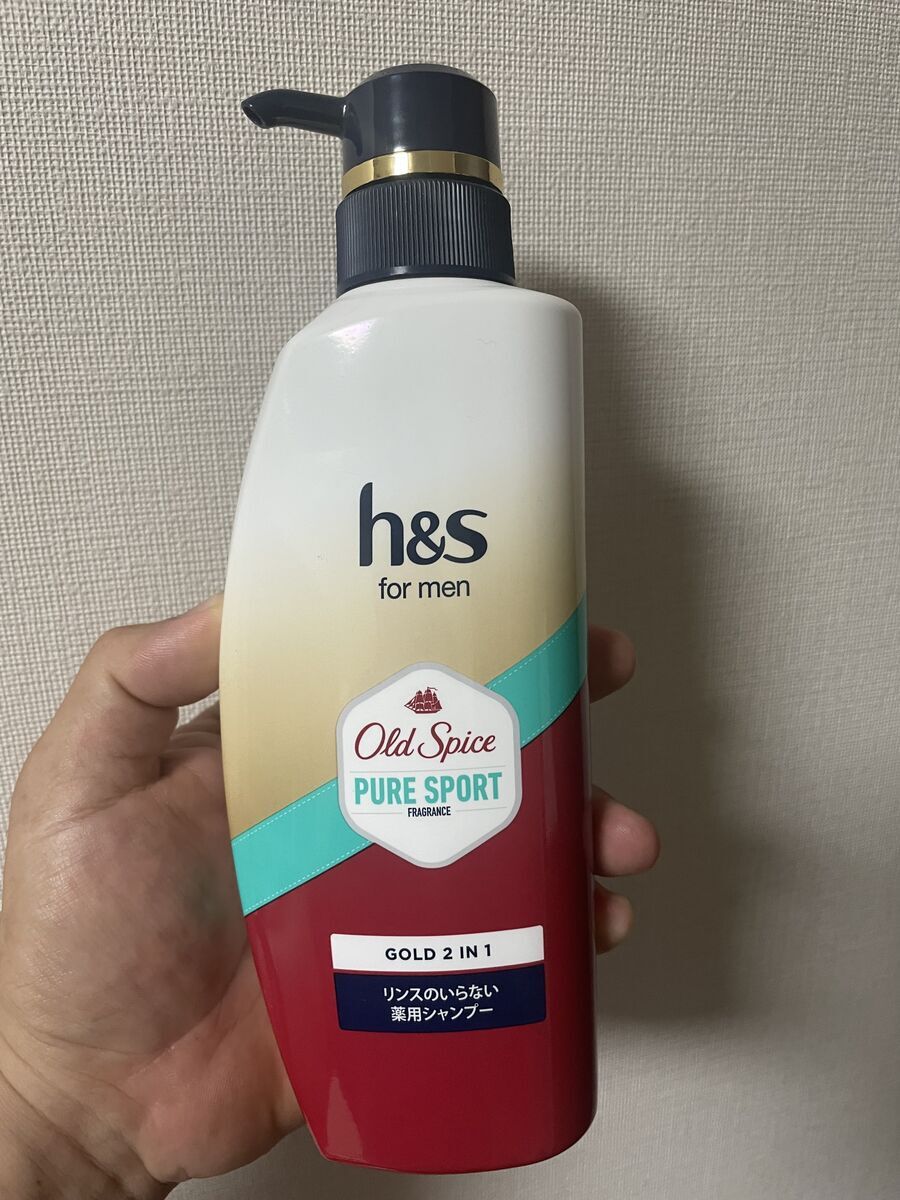 h&s
for men
Old Spice
PURE SPORT
FRAGRANCE
GOLD 2 IN 1
リンスのいらない
薬用シャンプー